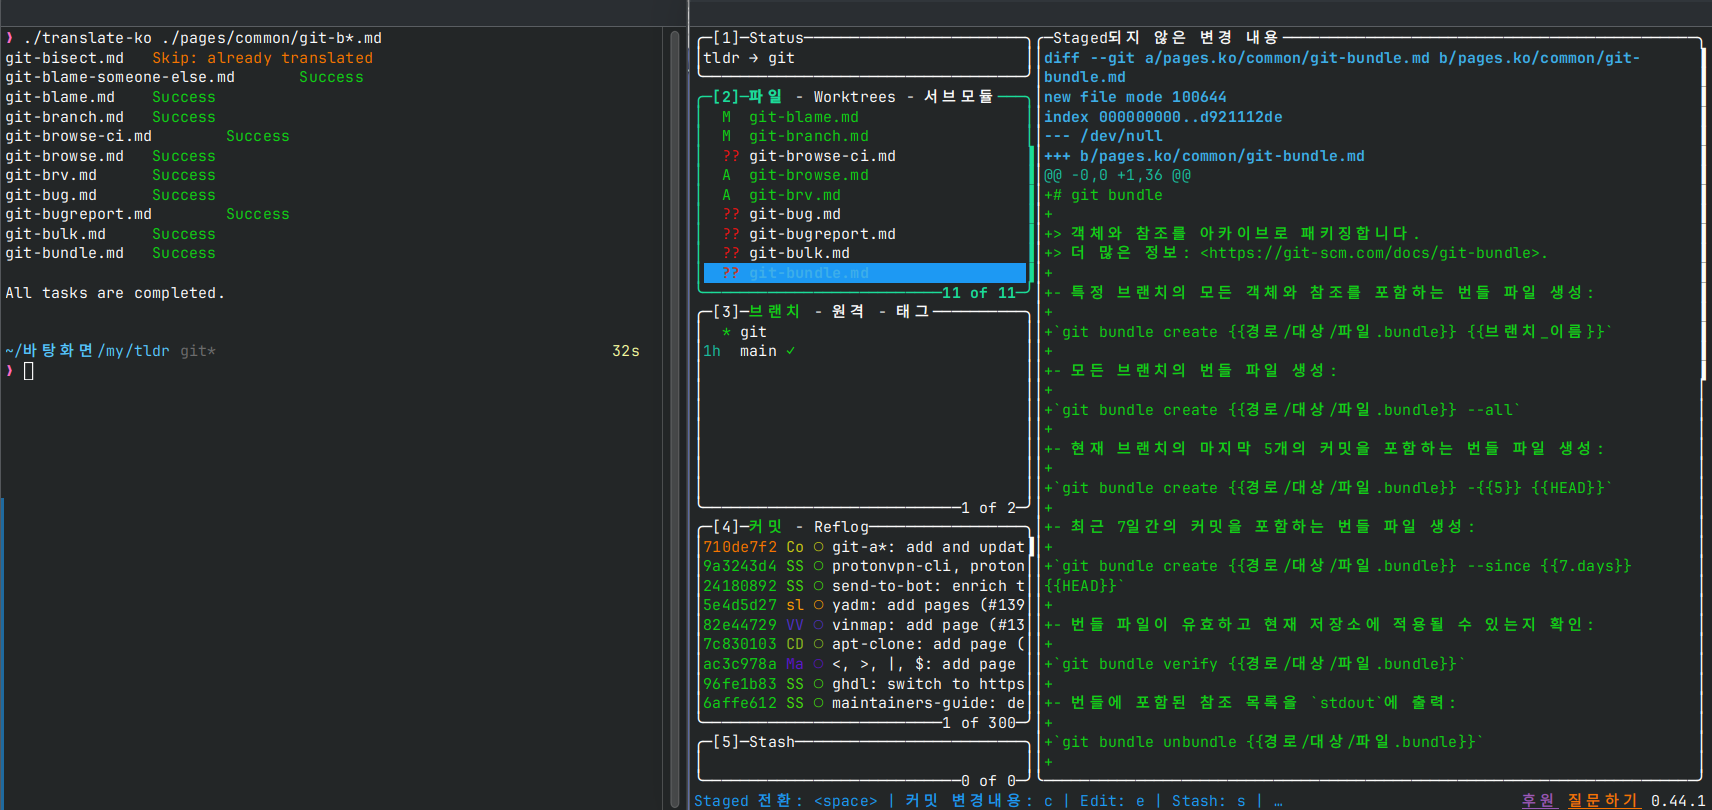 ❯ ./translate-ko ./pages/common/git-b*.md
git-bisect.md   Skip: already translated
git-blame-someone-else.md       Success
git-blame.md    Success
git-branch.md   Success
git-browse-ci.md        Success
git-browse.md   Success
git-brv.md      Success
git-bug.md      Success
git-bugreport.md        Success
git-bulk.md     Success
git-bundle.md   Success
All tasks are completed.
~/바탕화면/my/tldr git* 32s
❯
[1]─Status
tldr → git
[2]─파일 - Worktrees - 서브모듈
M git-blame.md
M git-branch.md
?? git-browse-ci.md
A git-browse.md
A git-brv.md
?? git-bug.md
?? git-bugreport.md
?? git-bulk.md
?? git-bundle.md
11 of 11
[3]─브랜치 - 원격 - 태그
* git
1h main ✓
1 of 2
[4]─커밋 - Reflog
710de7f2 Co ○ git-a*: add and updat
9a3243d4 SS ○ protonvpn-cli, proton
24180892 SS ○ send-to-bot: enrich t
5e4d5d27 sl ○ yadm: add pages (#139
82e44729 VV ○ vinmap: add page (#13
7c830103 CD ○ apt-clone: add page (
ac3c978a Ma ○ <, >, |, $: add page
96fe1b83 SS ○ ghdl: switch to https
6affe612 SS ○ maintainers-guide: de
1 of 300
[5]─Stash
0 of 0
Staged되지 않은 변경 내용
diff --git a/pages.ko/common/git-bundle.md b/pages.ko/common/git-
bundle.md
new file mode 100644
index 000000000..d921112de
--- /dev/null
+++ b/pages.ko/common/git-bundle.md
@@ -0,0 +1,36 @@
+# git bundle
+
+> 객체와 참조를 아카이브로 패키징합니다.
+> 더 많은 정보: <https://git-scm.com/docs/git-bundle>.
+
+- 특정 브랜치의 모든 객체와 참조를 포함하는 번들 파일 생성:
+
+`git bundle create {{경로/대상/파일.bundle}} {{브랜치_이름}}`
+
+- 모든 브랜치의 번들 파일 생성:
+
+`git bundle create {{경로/대상/파일.bundle}} --all`
+
+- 현재 브랜치의 마지막 5개의 커밋을 포함하는 번들 파일 생성:
+
+`git bundle create {{경로/대상/파일.bundle}} -{{5}} {{HEAD}}`
+
+- 최근 7일간의 커밋을 포함하는 번들 파일 생성:
+
+`git bundle create {{경로/대상/파일.bundle}} --since {{7.days}}
{{HEAD}}`
+
+- 번들 파일이 유효하고 현재 저장소에 적용될 수 있는지 확인:
+
+`git bundle verify {{경로/대상/파일.bundle}}`
+
+- 번들에 포함된 참조 목록을 `stdout`에 출력:
+
+`git bundle unbundle {{경로/대상/파일.bundle}}`
+
Staged 전환: <space> | 커밋 변경내용: c | Edit: e | Stash: s | … 후원 질문하기 0.44.1